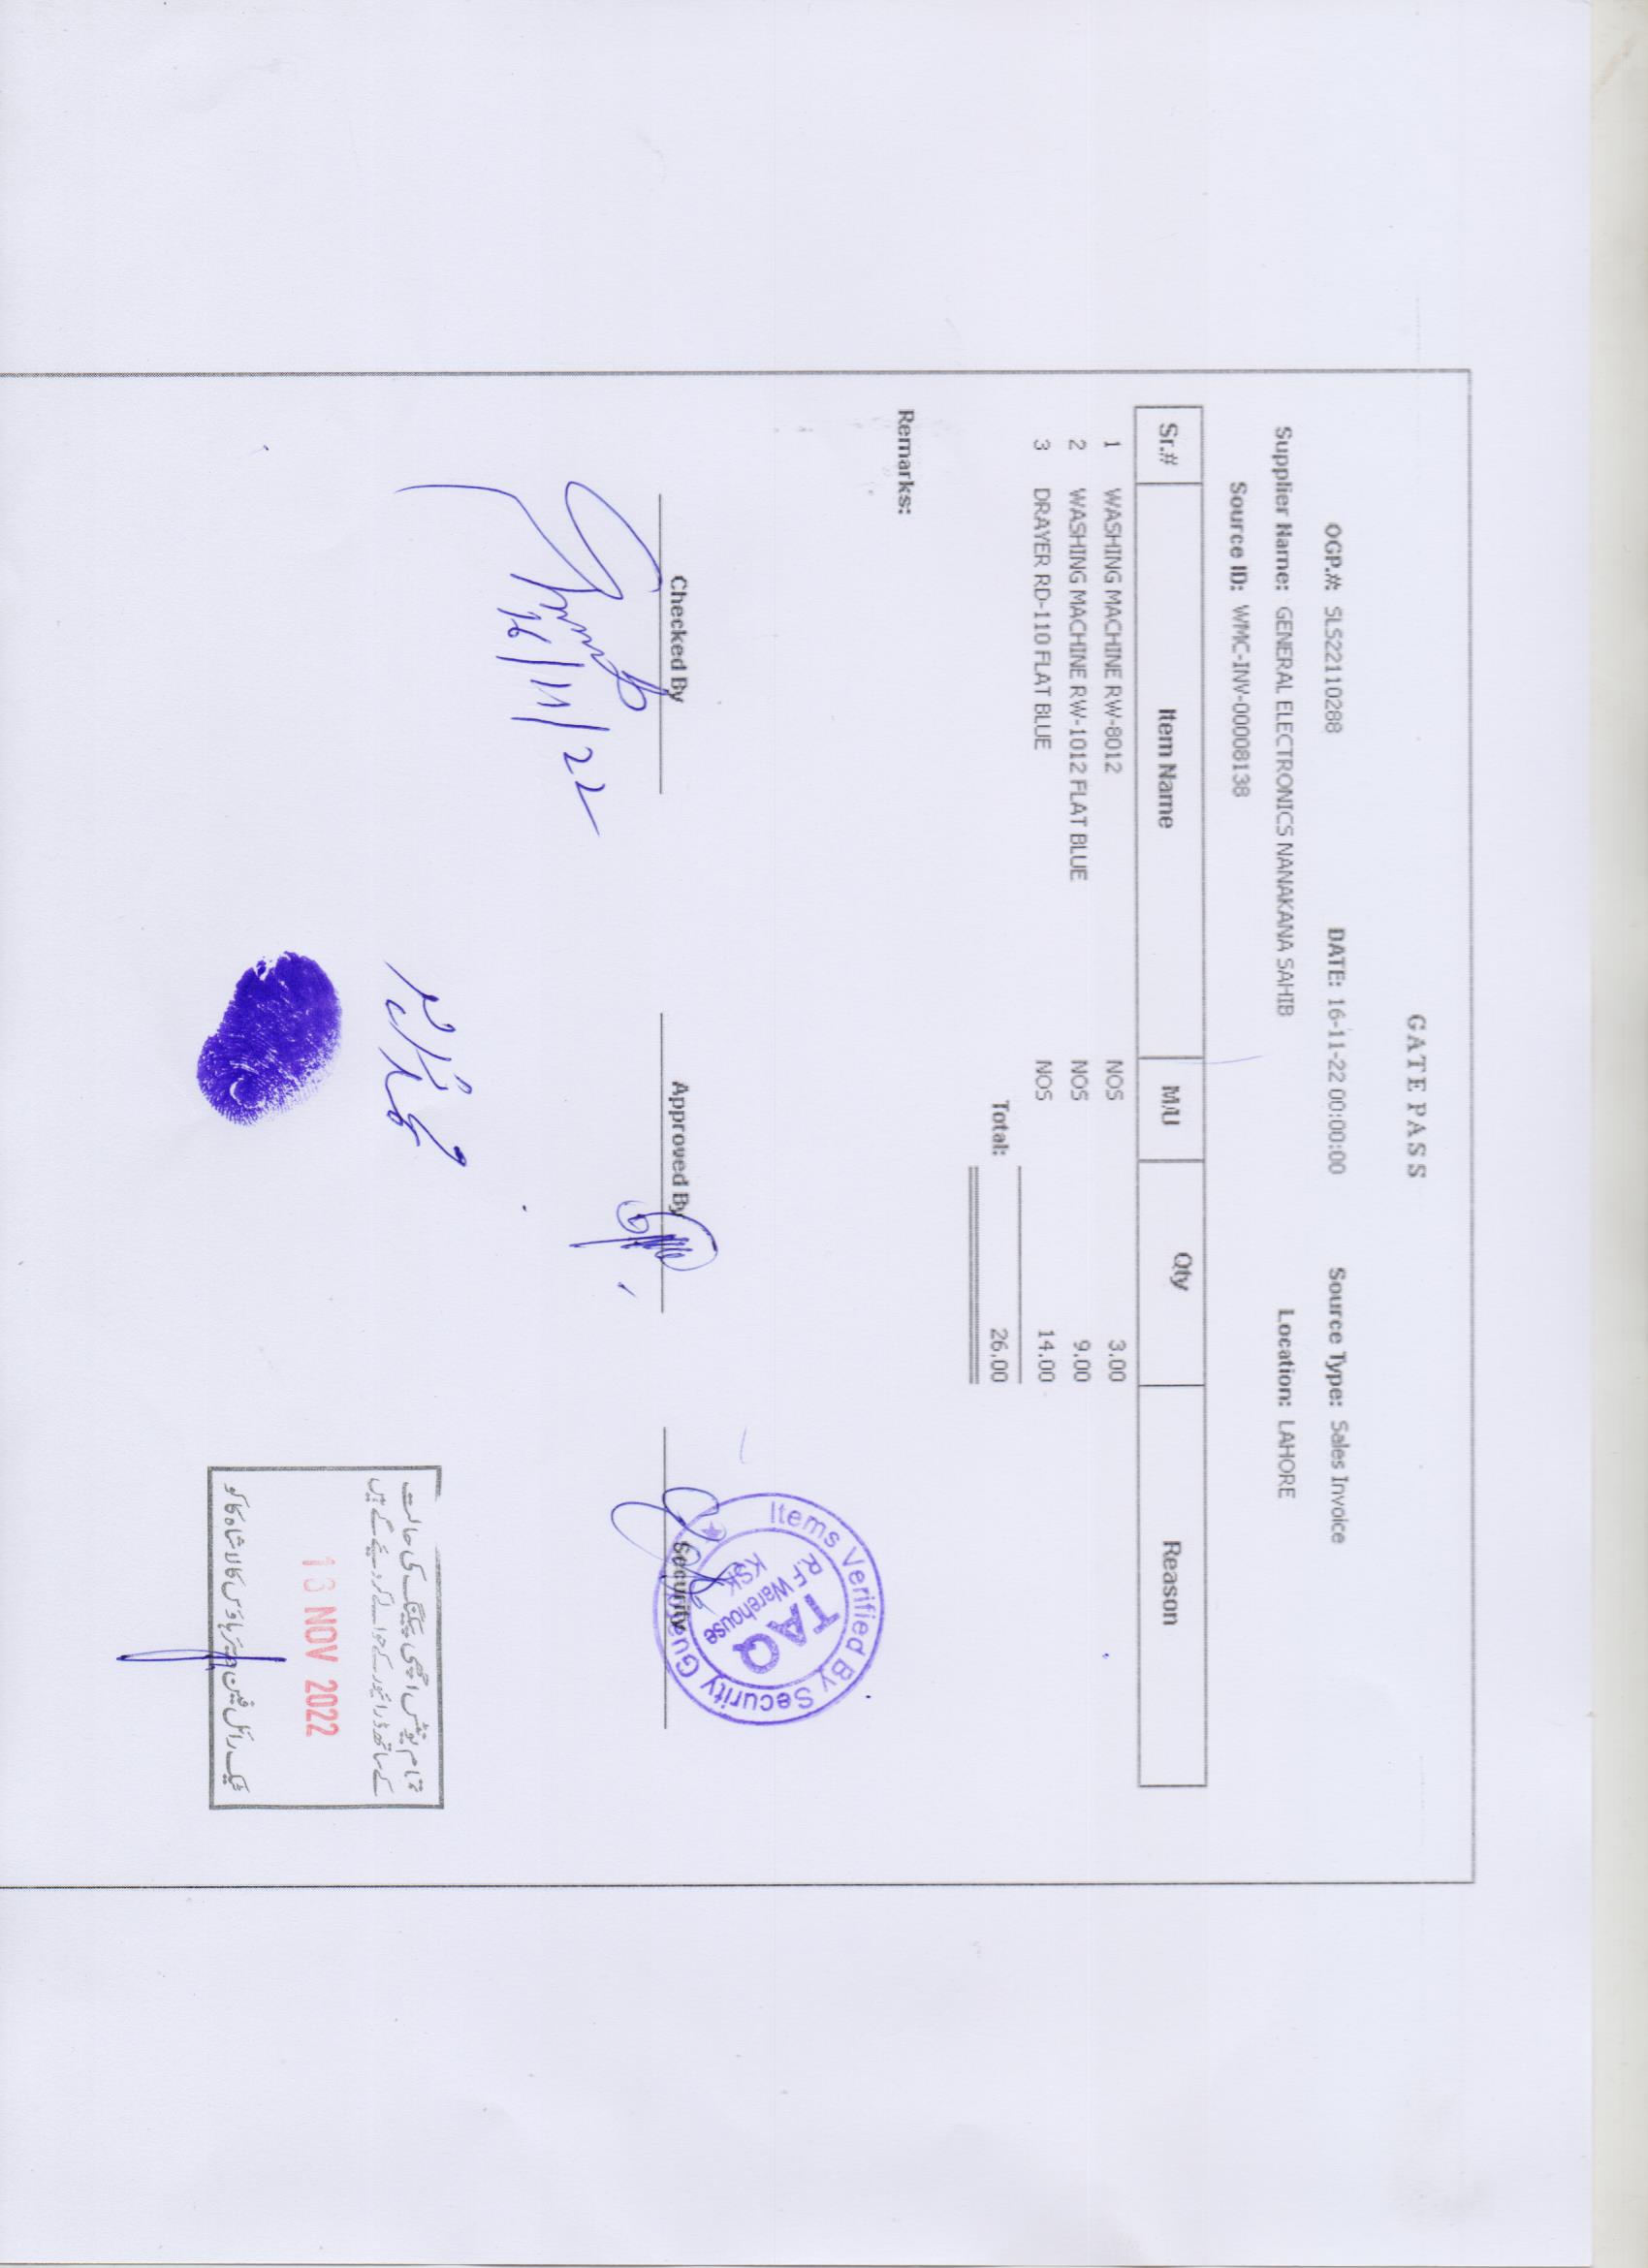 GATE PASS
OGP.#: SLS22110288 DATE: 16-11-22 00:00:00 Source Type: Sales Invoice
Supplier Name: GENERAL ELECTRONICS NANAKANA SAHIB Location: LAHORE
Source ID: WMC-INV-00008138
Sr.# Item Name M/U Qty Reason
1 WASHING MACHINE RW-8012 NOS 3.00
2 WASHING MACHINE RW-1012 FLAT BLUE NOS 9.00
3 DRAYER RD-110 FLAT BLUE NOS 14.00
Total: 26.00
Remarks:
Items Verified By Security
TAQ
R.F Warehouse
KSK
Checked By Approved By Security
16/11/22
محمد
تمام یونٹس اچھی پیکنگ کی حالت
کے ساتھ ڈرائیور کے حوالے کر دیئے گے ہیں
16 NOV 2022
ٹیک رائل فین ویئر ہاؤس کالا شاہ کاکو